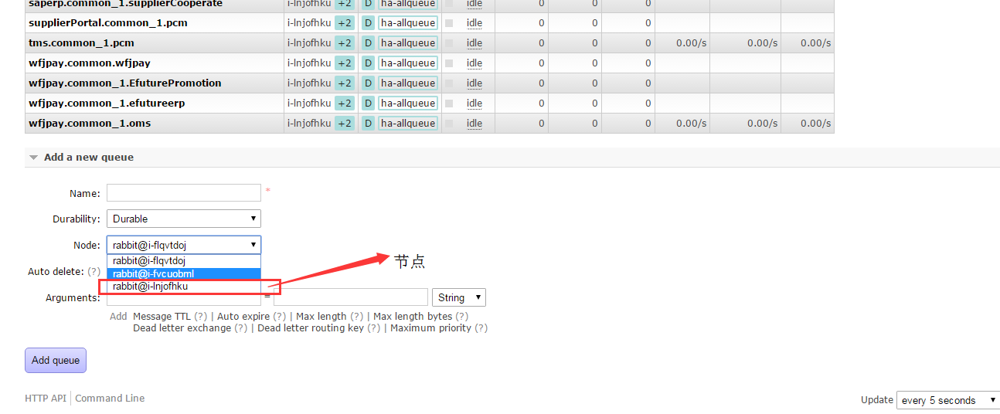 saperp.common_1.supplierCooperate i-lnjofhku +2 D ha-allqueue idle 0 0 0
supplierPortal.common_1.pcm i-lnjofhku +2 D ha-allqueue idle 0 0 0
tms.common_1.pcm i-lnjofhku +2 D ha-allqueue idle 0 0 0 0.00/s 0.00/s 0.00/s
wfjpay.common.wfjpay i-lnjofhku +2 D ha-allqueue idle 0 0 0
wfjpay.common_1.EfuturePromotion i-lnjofhku +2 D ha-allqueue idle 0 0 0
wfjpay.common_1.efutureerp i-lnjofhku +2 D ha-allqueue idle 0 0 0
wfjpay.common_1.oms i-lnjofhku +2 D ha-allqueue idle 0 0 0 0.00/s 0.00/s 0.00/s
Add a new queue
Name: *
Durability: Durable
Node: rabbit@i-flqvtdoj
rabbit@i-flqvtdoj
节点
Auto delete: (?) rabbit@i-fvcuobml
rabbit@i-lnjofhku
Arguments: = String
Add Message TTL (?) | Auto expire (?) | Max length (?) | Max length bytes (?)
Dead letter exchange (?) | Dead letter routing key (?) | Maximum priority (?)
Add queue
HTTP API Command Line
Update every 5 seconds